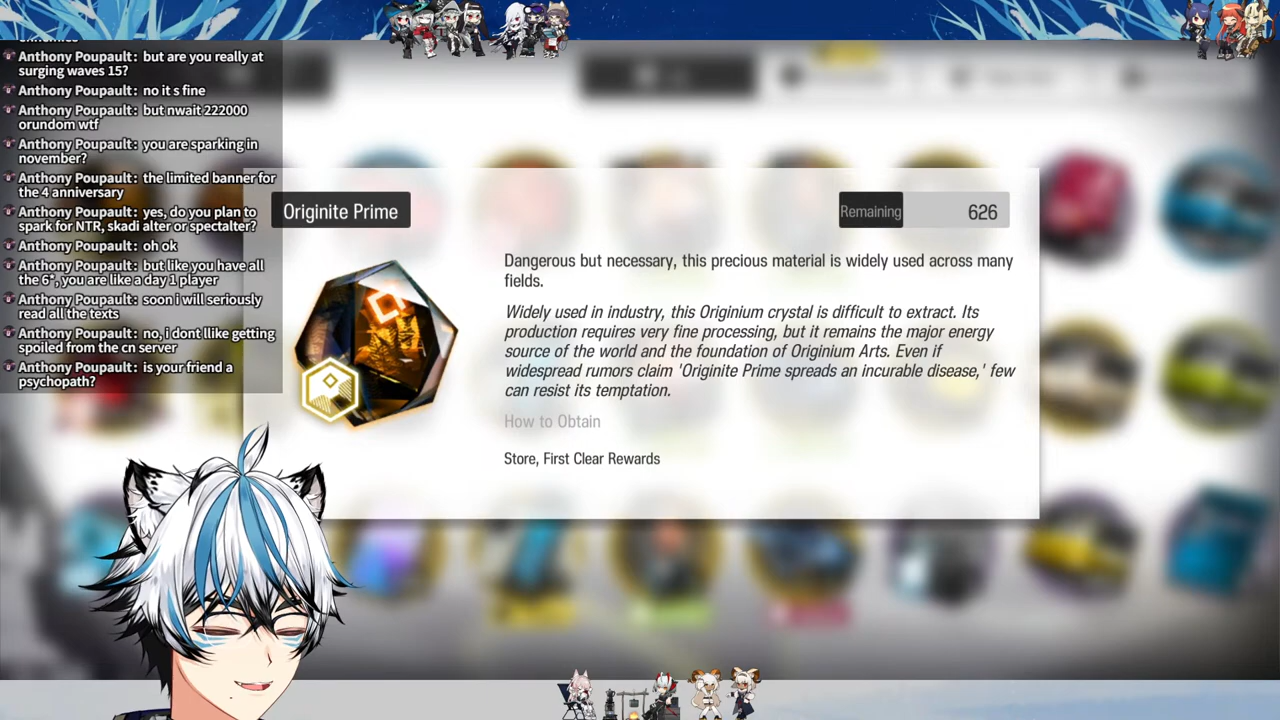 Anthony Poupault: but are you really at
surging waves 15?
Anthony Poupault: no it s fine
Anthony Poupault: but nwait 222000
orundom wtf
Anthony Poupault: you are sparking in
november?
Anthony Poupault: the limited banner for
the 4 anniversary
Anthony Poupault: yes, do you plan to
spark for NTR, skadi alter or spectalter?
Anthony Poupault: oh ok
Anthony Poupault: but like you have all
the 6*, you are like a day 1 player
Anthony Poupault: soon i will seriously
read all the texts
Anthony Poupault: no, i dont llike getting
spoiled from the cn server
Anthony Poupault: is your friend a
psychopath?
Originite Prime
Remaining 626
Dangerous but necessary, this precious material is widely used across many
fields.
Widely used in industry, this Originium crystal is difficult to extract. Its
production requires very fine processing, but it remains the major energy
source of the world and the foundation of Originium Arts. Even if
widespread rumors claim 'Originite Prime spreads an incurable disease,' few
can resist its temptation.
How to Obtain
Store, First Clear Rewards